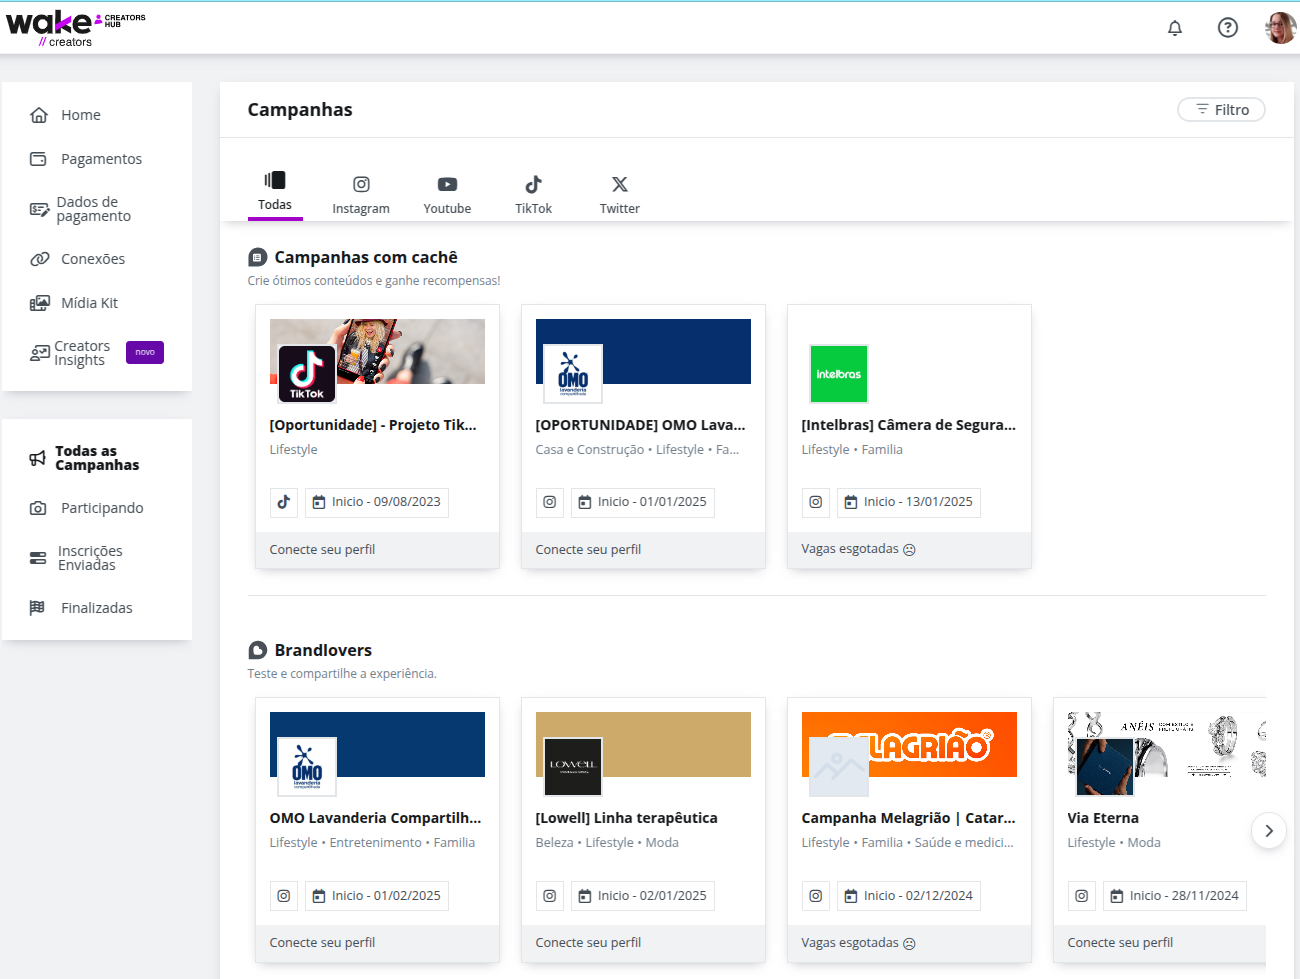 wake CREATORS HUB
// creators
Home
Pagamentos
Dados de
pagamento
Conexões
Mídia Kit
Creators
Insights
novo
Todas as
Campanhas
Participando
Inscrições
Enviadas
Finalizadas
Campanhas
Filtro
Todas
Instagram
Youtube
TikTok
Twitter
Campanhas com cachê
Crie ótimos conteúdos e ganhe recompensas!
TikTok
[Oportunidade] - Projeto Tik...
Lifestyle
Inicio - 09/08/2023
Conecte seu perfil
OMO
lavanderia
compartilhada
[OPORTUNIDADE] OMO Lava...
Casa e Construção • Lifestyle • Fa...
Inicio - 01/01/2025
Conecte seu perfil
intelbras
[Intelbras] Câmera de Segura...
Lifestyle • Familia
Inicio - 13/01/2025
Vagas esgotadas
Brandlovers
Teste e compartilhe a experiência.
OMO
lavanderia
compartilhada
OMO Lavanderia Compartilh...
Lifestyle • Entretenimento • Familia
Inicio - 01/02/2025
Conecte seu perfil
LOWELL
[Lowell] Linha terapêutica
Beleza • Lifestyle • Moda
Inicio - 02/01/2025
Conecte seu perfil
ELAGRIÃO
Campanha Melagrião | Catar...
Lifestyle • Familia • Saúde e medici...
Inicio - 02/12/2024
Vagas esgotadas
ANÉIS COM ESTILO E
Via Eterna
Lifestyle • Moda
Inicio - 28/11/2024
Conecte seu perfil